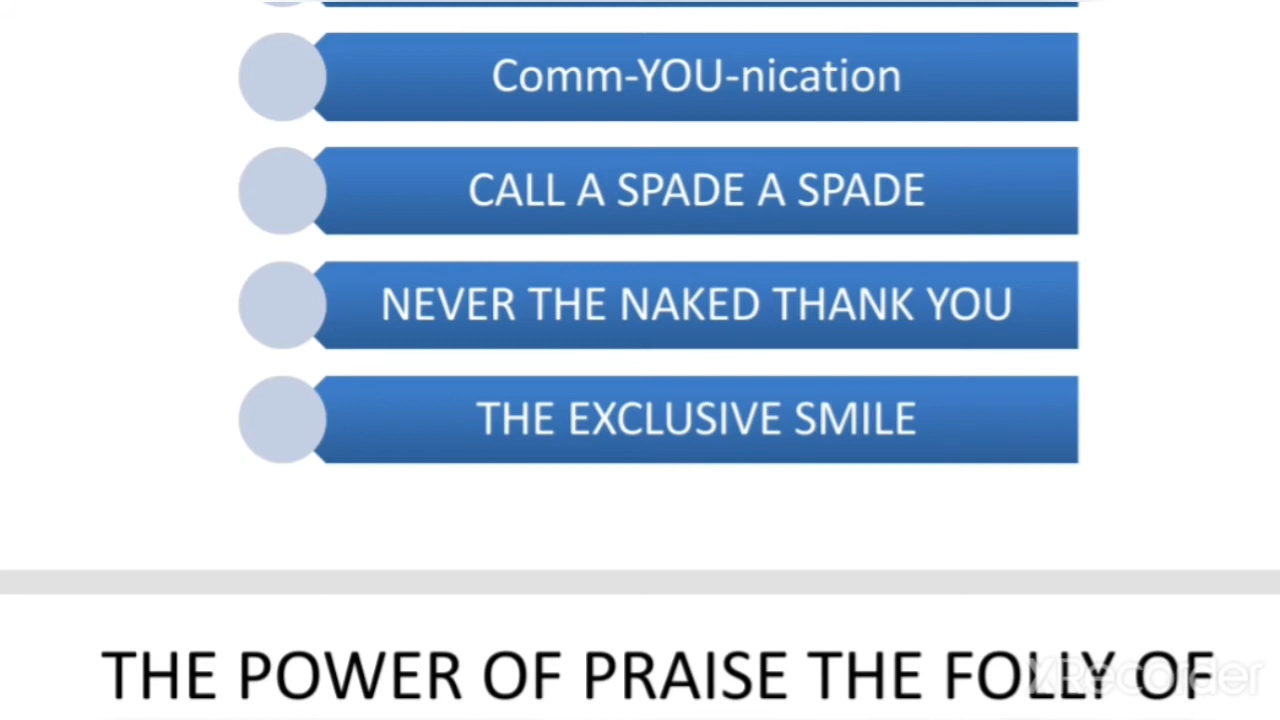 Comm-YOU-nication
CALL A SPADE A SPADE
NEVER THE NAKED THANK YOU
THE EXCLUSIVE SMILE
THE POWER OF PRAISE THE FOLLY OF
XRecorder